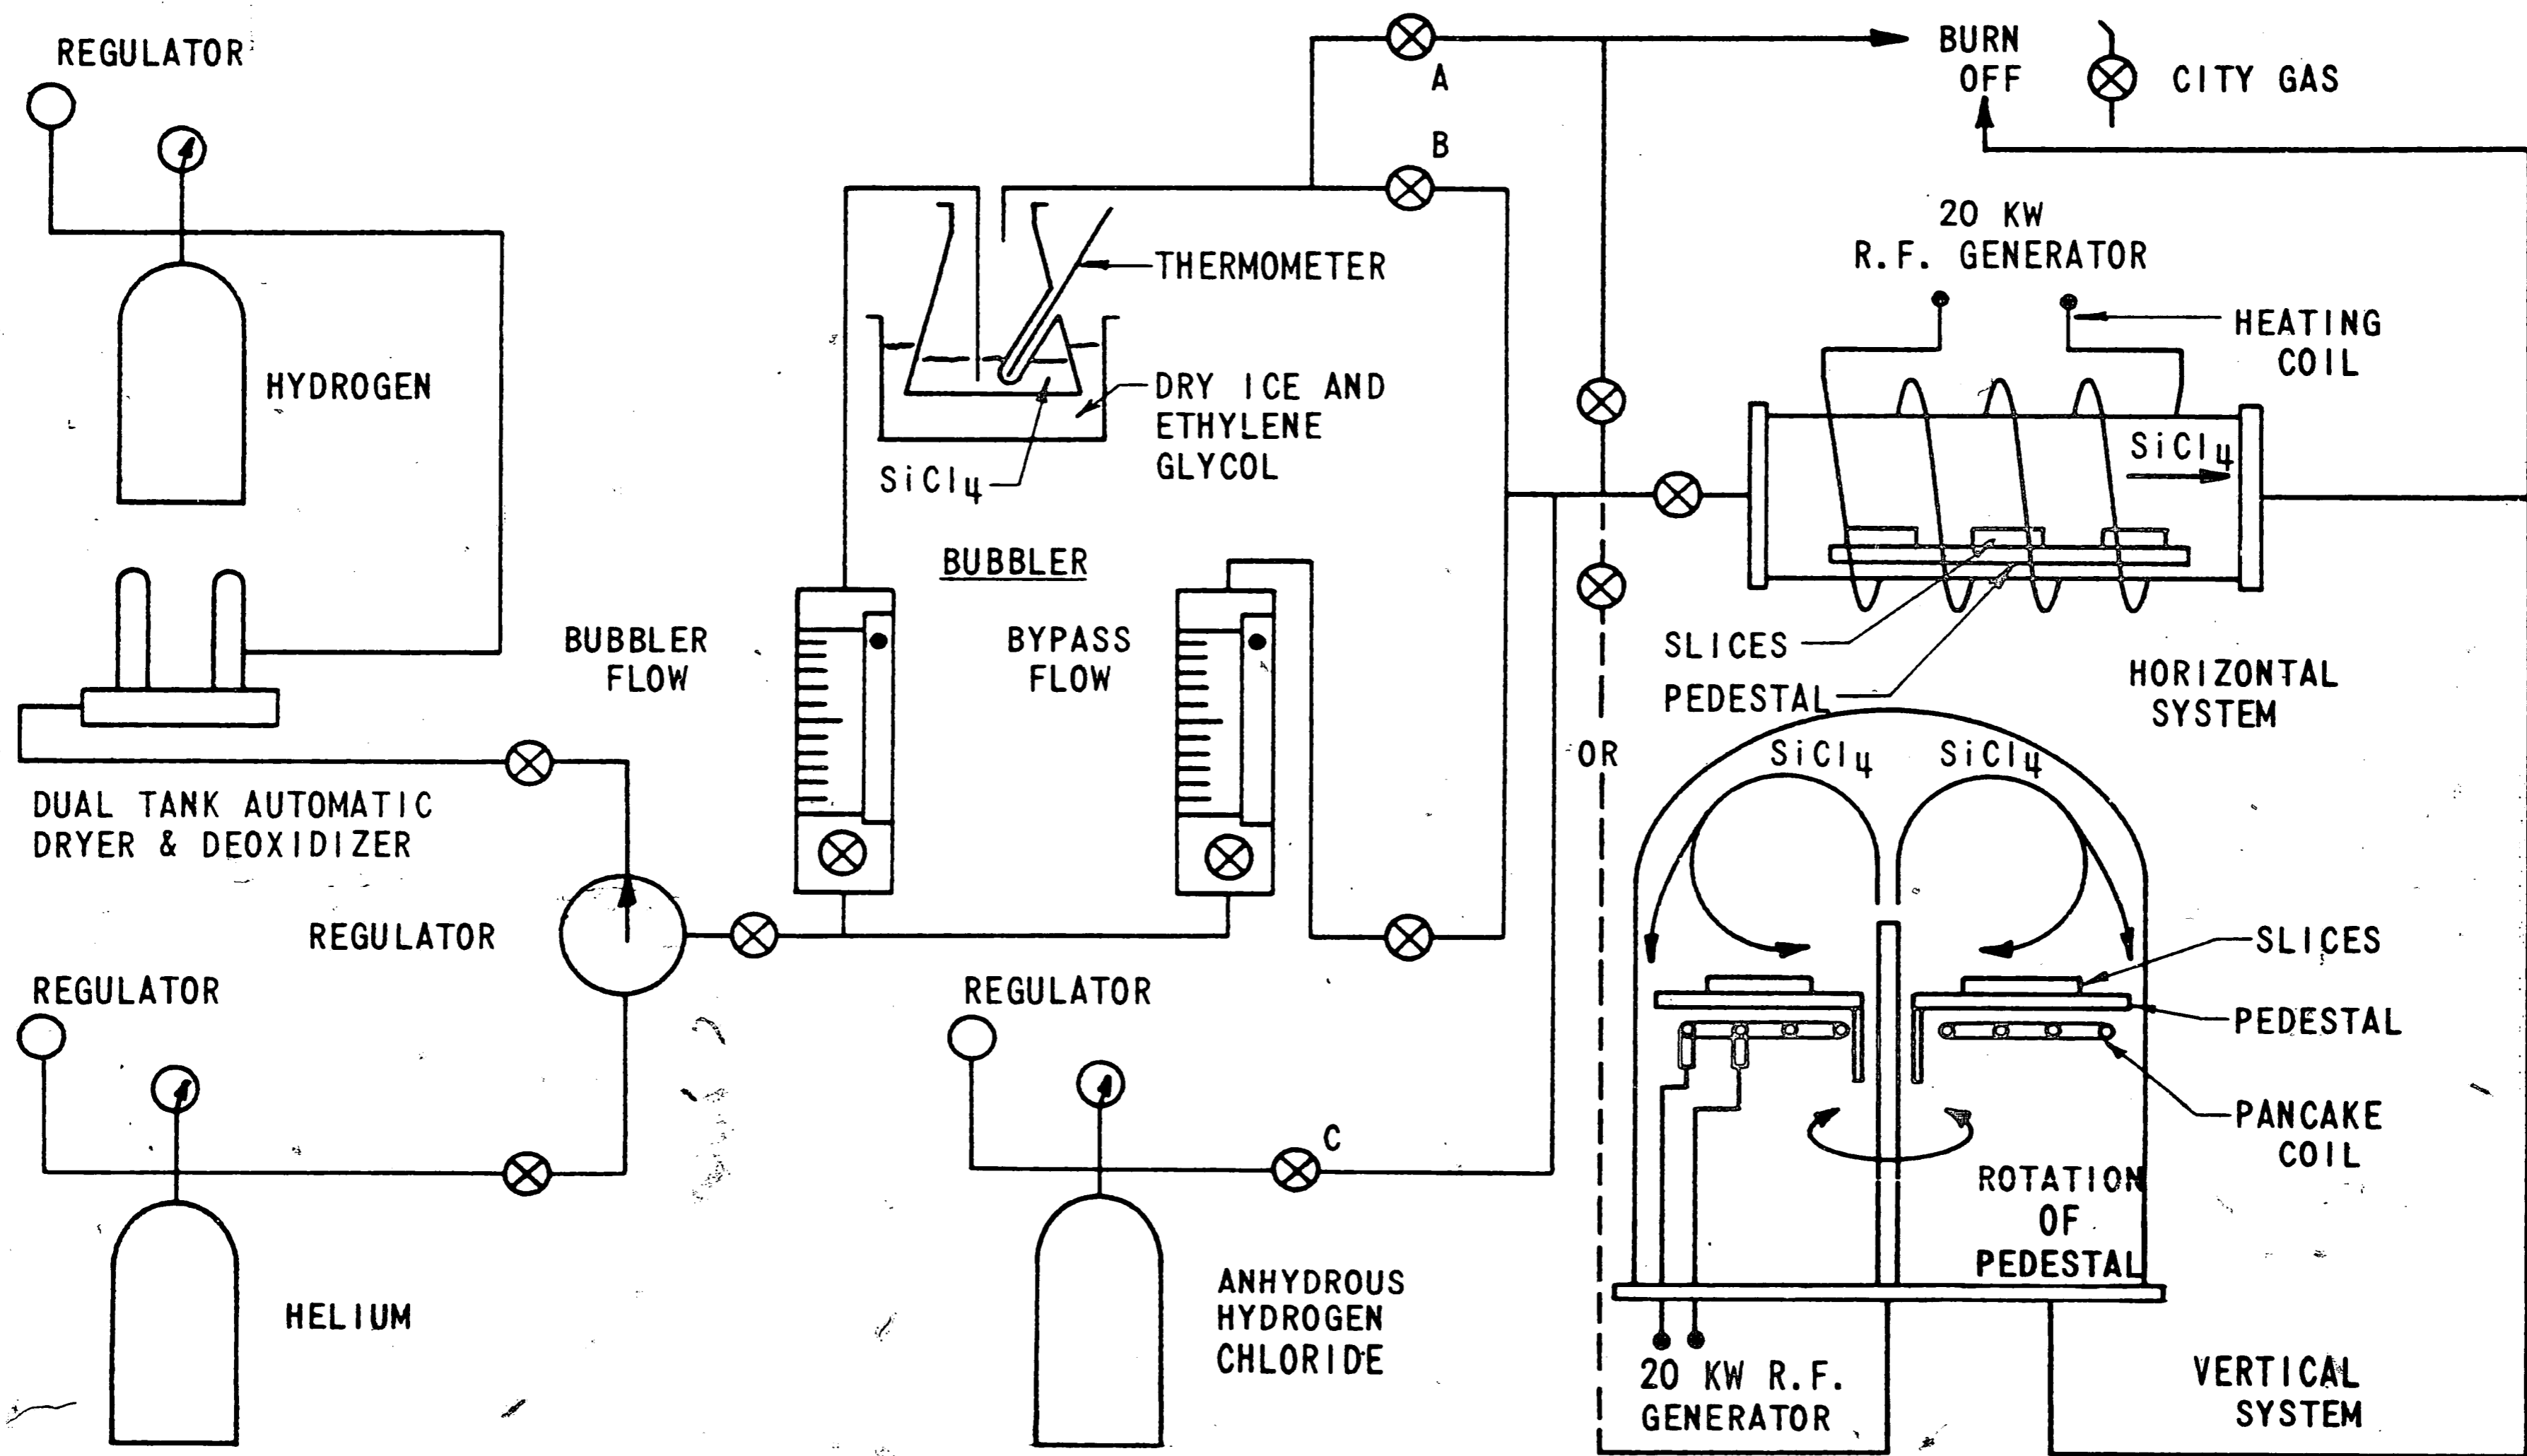 REGULATOR
HYDROGEN
DUAL TANK AUTOMATIC
DRYER & DEOXIDIZER
REGULATOR
REGULATOR
HELIUM
THERMOMETER
DRY ICE AND
ETHYLENE
GLYCOL
SiCl4
BUBBLER
BUBBLER
FLOW
BYPASS
FLOW
REGULATOR
C
ANHYDROUS
HYDROGEN
CHLORIDE
A
B
BURN
OFF
CITY GAS
20 KW
R.F. GENERATOR
HEATING
COIL
SiCl4
SLICES
PEDESTAL
HORIZONTAL
SYSTEM
OR
SiCl4
SiCl4
SLICES
PEDESTAL
PANCAKE
COIL
ROTATION
OF
PEDESTAL
20 KW R.F.
GENERATOR
VERTICAL
SYSTEM